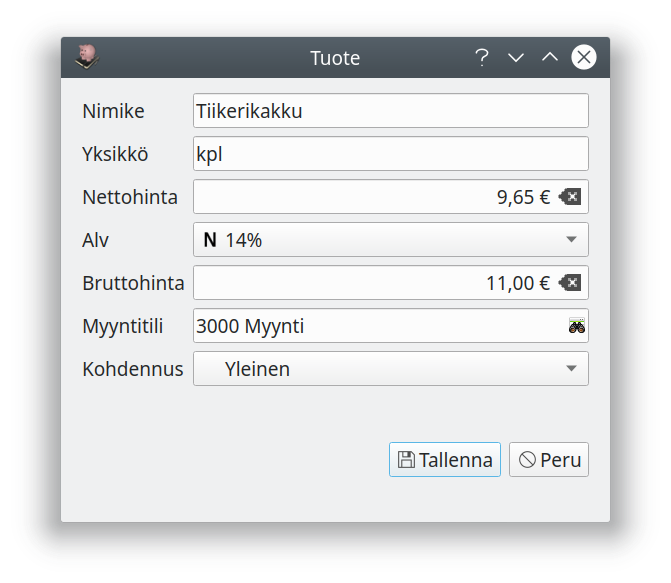 Tuote
Nimike Tiikerikakku
Yksikkö kpl
Nettohinta 9,65 €
Alv N 14%
Bruttohinta 11,00 €
Myyntitili 3000 Myynti
Kohdennus Yleinen
Tallenna Peru